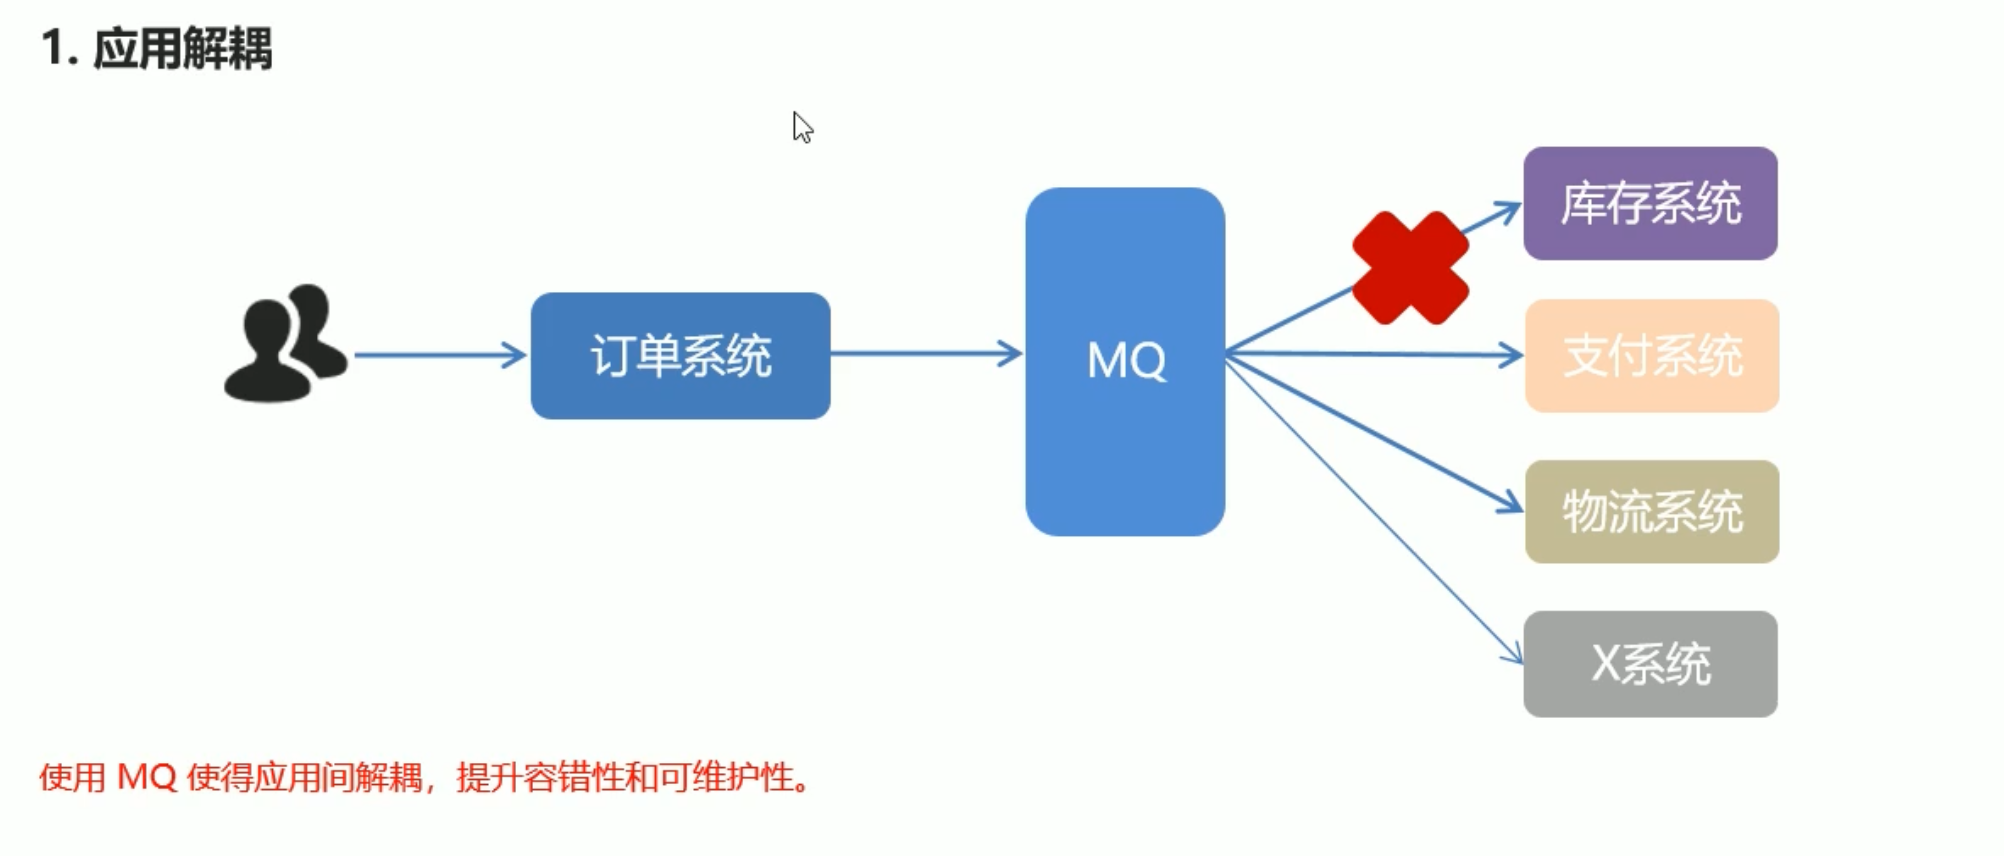 1. 应用解耦
订单系统
MQ
库存系统
支付系统
物流系统
X系统
使用 MQ 使得应用间解耦，提升容错性和可维护性。